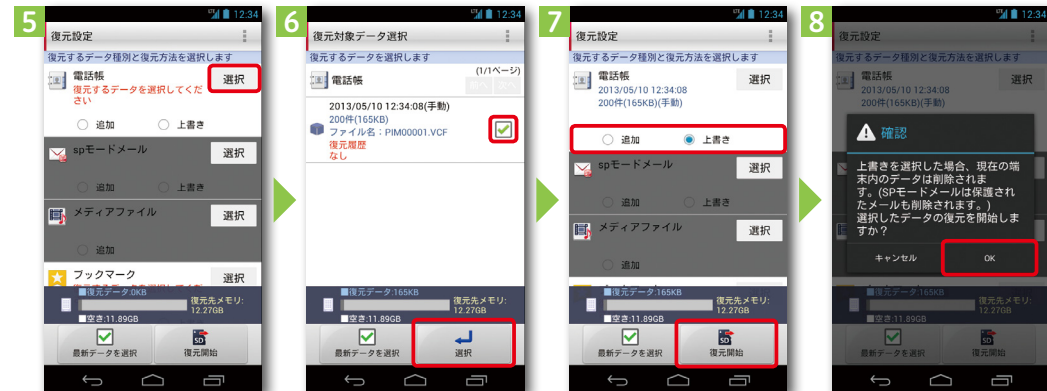 5
12:34
復元設定
復元するデータ種別と復元方法を選択します
電話帳
復元するデータを選択してくだ
さい
選択
追加
上書き
spモードメール
選択
追加
上書き
メディアファイル
選択
追加
ブックマーク
選択
■復元データ:0KB
復元先メモリ:
12.27GB
■空き:11.89GB
最新データを選択
復元開始
6
12:34
復元対象データ選択
復元するデータを選択します
電話帳
(1/1ページ)
前へ 次へ
2013/05/10 12:34:08(手動)
200件(165KB)
ファイル名：PIM00001.VCF
復元履歴
なし
■復元データ:165KB
復元先メモリ:
12.27GB
■空き:11.89GB
最新データを選択
選択
7
12:34
復元設定
復元するデータ種別と復元方法を選択します
電話帳
2013/05/10 12:34:08
200件(165KB)(手動)
選択
追加
上書き
spモードメール
選択
追加
上書き
メディアファイル
選択
追加
■復元データ:165KB
復元先メモリ:
12.27GB
■空き:11.89GB
最新データを選択
SD
復元開始
8
12:34
復元設定
復元するデータ種別と復元方法を選択します
電話帳
2013/05/10 12:34:08
200件(165KB)(手動)
選択
確認
上書きを選択した場合、現在の端
末内のデータは削除されま
す。(SPモードメールは保護され
たメールも削除されます。)
選択したデータの復元を開始しま
すか？
キャンセル
OK
■復元データ:165KB
復元先メモリ:
12.27GB
■空き:11.89GB
最新データを選択
復元開始